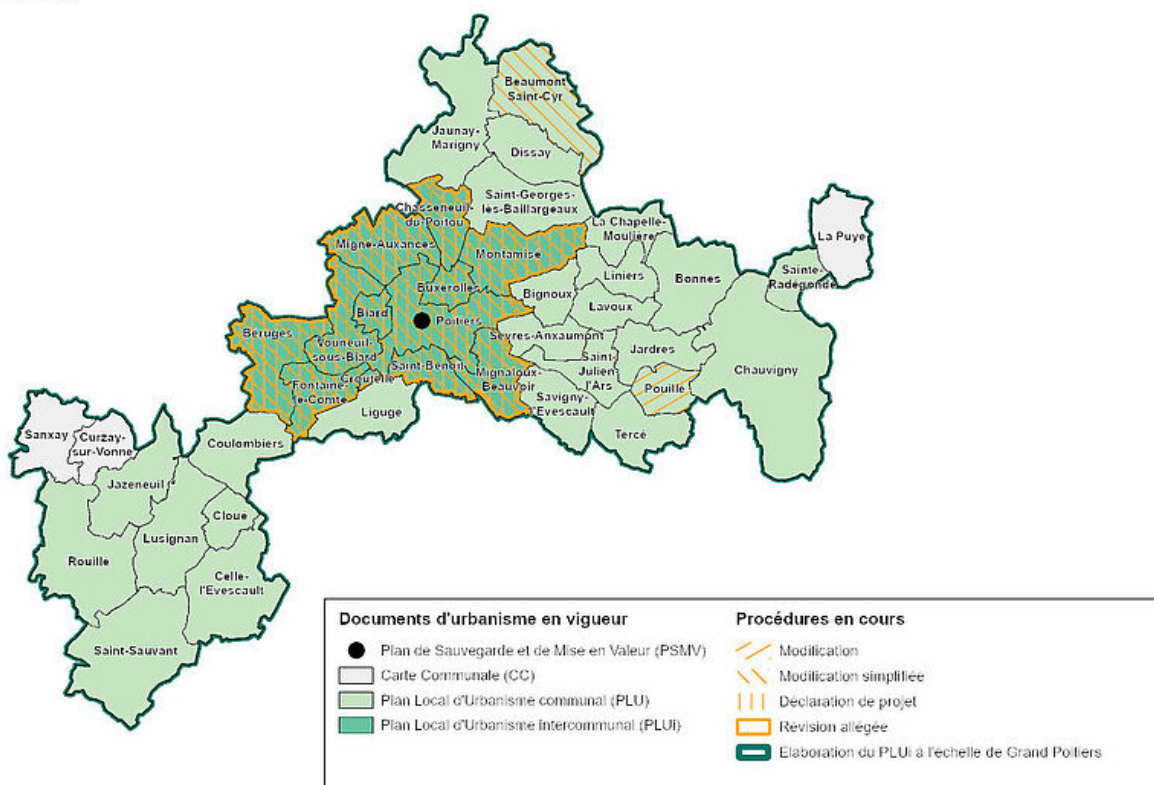 Beaumont
Saint-Cyr
Jaunay-
Marigny
Dissay
Saint-Georges-
lès-Baillargeaux
Chasseneuil-
du-Poitou
La Chapelle-
Moulière
La Puye
Migne-Auxances
Montamise
Liniers
Bonnes
Sainte-
Radégonde
Buxerolles
Bignoux
Lavoux
Biard
Poitiers
Béruges
Sèvres-Anxaumont
Vouneuil-
sous-Biard
Saint-Benoît
Saint-
Julien-
l'Ars
Jardres
Chauvigny
Croutelle
Mignaloux-
Beauvoir
Pouillé
Fontaine-
le-Comte
Savigny-
l'Evescault
Ligugé
Tercé
Sanxay
Curzay-
sur-Vonne
Coulombiers
Jazeneuil
Cloué
Lusignan
Rouillé
Celle-
l'Evescault
Saint-Sauvant
Documents d'urbanisme en vigueur
Plan de Sauvegarde et de Mise en Valeur (PSMV)
Carte Communale (CC)
Plan Local d'Urbanisme communal (PLU)
Plan Local d'Urbanisme intercommunal (PLUi)
Procédures en cours
Modification
Modification simplifiée
Déclaration de projet
Révision allégée
Elaboration du PLUi à l'échelle de Grand Poitiers